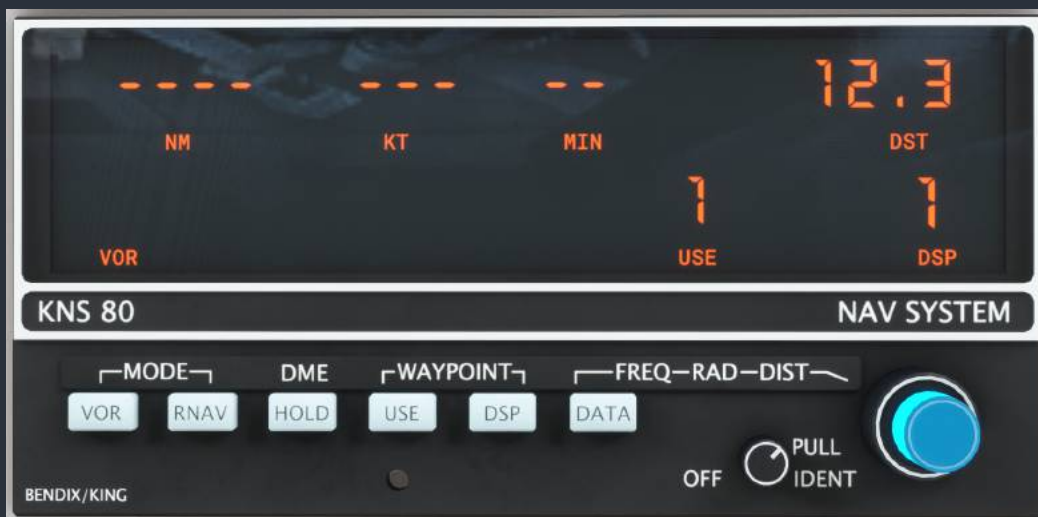 ---- --- -- 12.3
NM KT MIN DST
1 1
VOR USE DSP
KNS 80 NAV SYSTEM
MODE DME WAYPOINT FREQ-RAD-DIST
VOR RNAV HOLD USE DSP DATA
PULL
OFF IDENT
BENDIX/KING